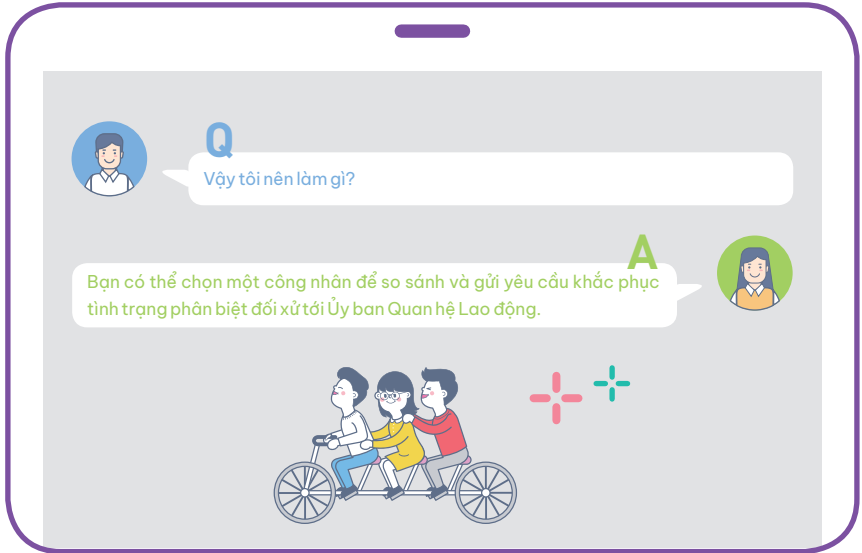 Q
Vậy tôi nên làm gì?
A
Bạn có thể chọn một công nhân để so sánh và gửi yêu cầu khắc phục
tình trạng phân biệt đối xử tới Ủy ban Quan hệ Lao động.